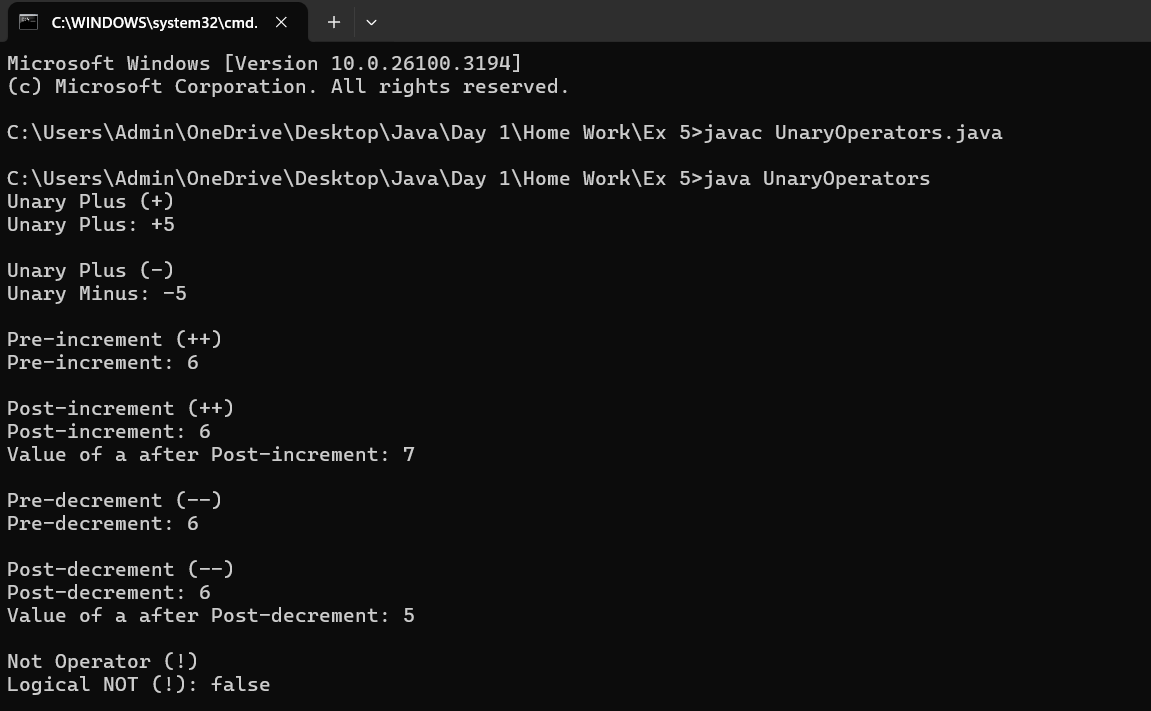 C:\WINDOWS\system32\cmd.
Microsoft Windows [Version 10.0.26100.3194]
(c) Microsoft Corporation. All rights reserved.
C:\Users\Admin\OneDrive\Desktop\Java\Day 1\Home Work\Ex 5>javac UnaryOperators.java
C:\Users\Admin\OneDrive\Desktop\Java\Day 1\Home Work\Ex 5>java UnaryOperators
Unary Plus (+)
Unary Plus: +5
Unary Plus (-)
Unary Minus: -5
Pre-increment (++)
Pre-increment: 6
Post-increment (++)
Post-increment: 6
Value of a after Post-increment: 7
Pre-decrement (--)
Pre-decrement: 6
Post-decrement (--)
Post-decrement: 6
Value of a after Post-decrement: 5
Not Operator (!)
Logical NOT (!): false